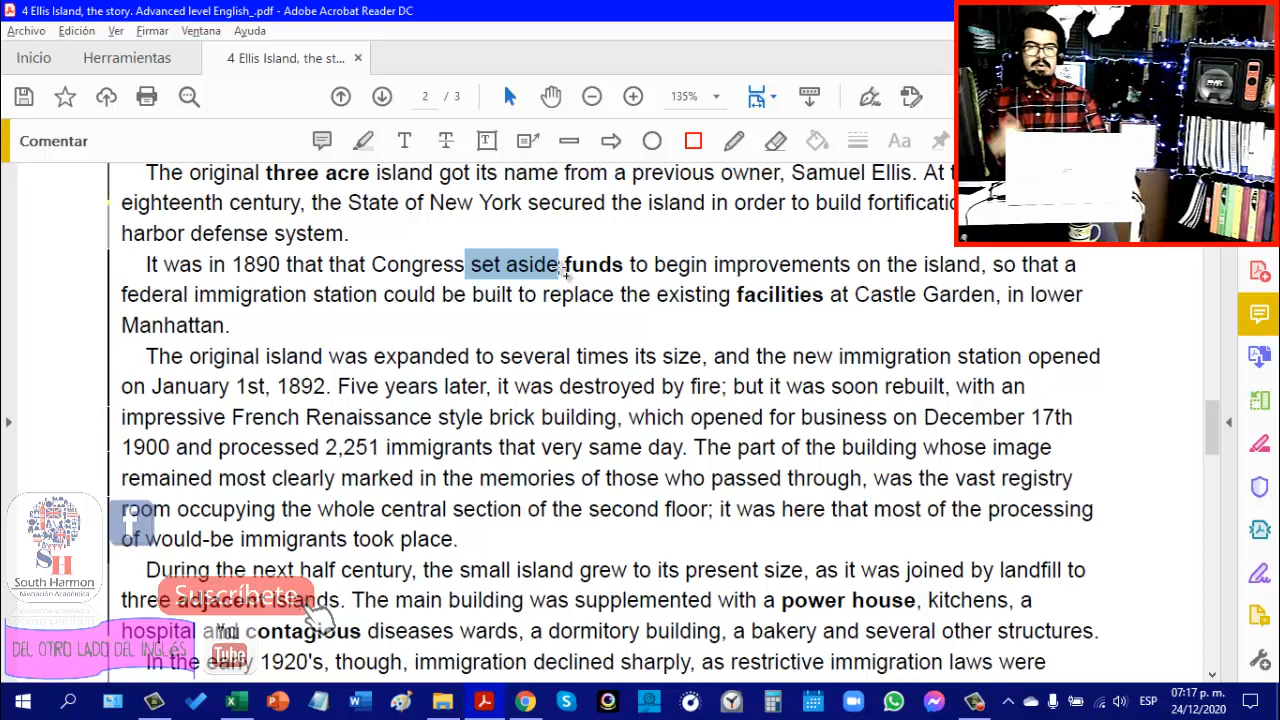 4 Ellis Island, the story. Advanced level English_.pdf - Adobe Acrobat Reader DC
Archivo Edición Ver Firmar Ventana Ayuda
Inicio Herramientas 4 Ellis Island, the st... ×
2 / 3 135%
Comentar
The original three acre island got its name from a previous owner, Samuel Ellis. At
eighteenth century, the State of New York secured the island in order to build
harbor defense system.
It was in 1890 that that Congress set aside funds to begin improvements on the island, so that a
federal immigration station could be built to replace the existing facilities at Castle Garden, in lower
Manhattan.
The original island was expanded to several times its size, and the new immigration station opened
on January 1st, 1892. Five years later, it was destroyed by fire; but it was soon rebuilt, with an
impressive French Renaissance style brick building, which opened for business on December 17th
1900 and processed 2,251 immigrants that very same day. The part of the building whose image
remained most clearly marked in the memories of those who passed through, was the vast registry
room occupying the whole central section of the second floor; it was here that most of the processing
of would-be immigrants took place.
During the next half century, the small island grew to its present size, as it was joined by landfill to
three adjacent islands. The main building was supplemented with a power house, kitchens, a
hospital and contagious diseases wards, a dormitory building, a bakery and several other structures.
In the early 1920's, though, immigration declined sharply, as restrictive immigration laws were
f
SH
South Harmon
Nivelación Académica
Suscríbete
DEL OTRO LADO DEL INGLÉS
You
Tube
ESP
07:17 p. m.
24/12/2020